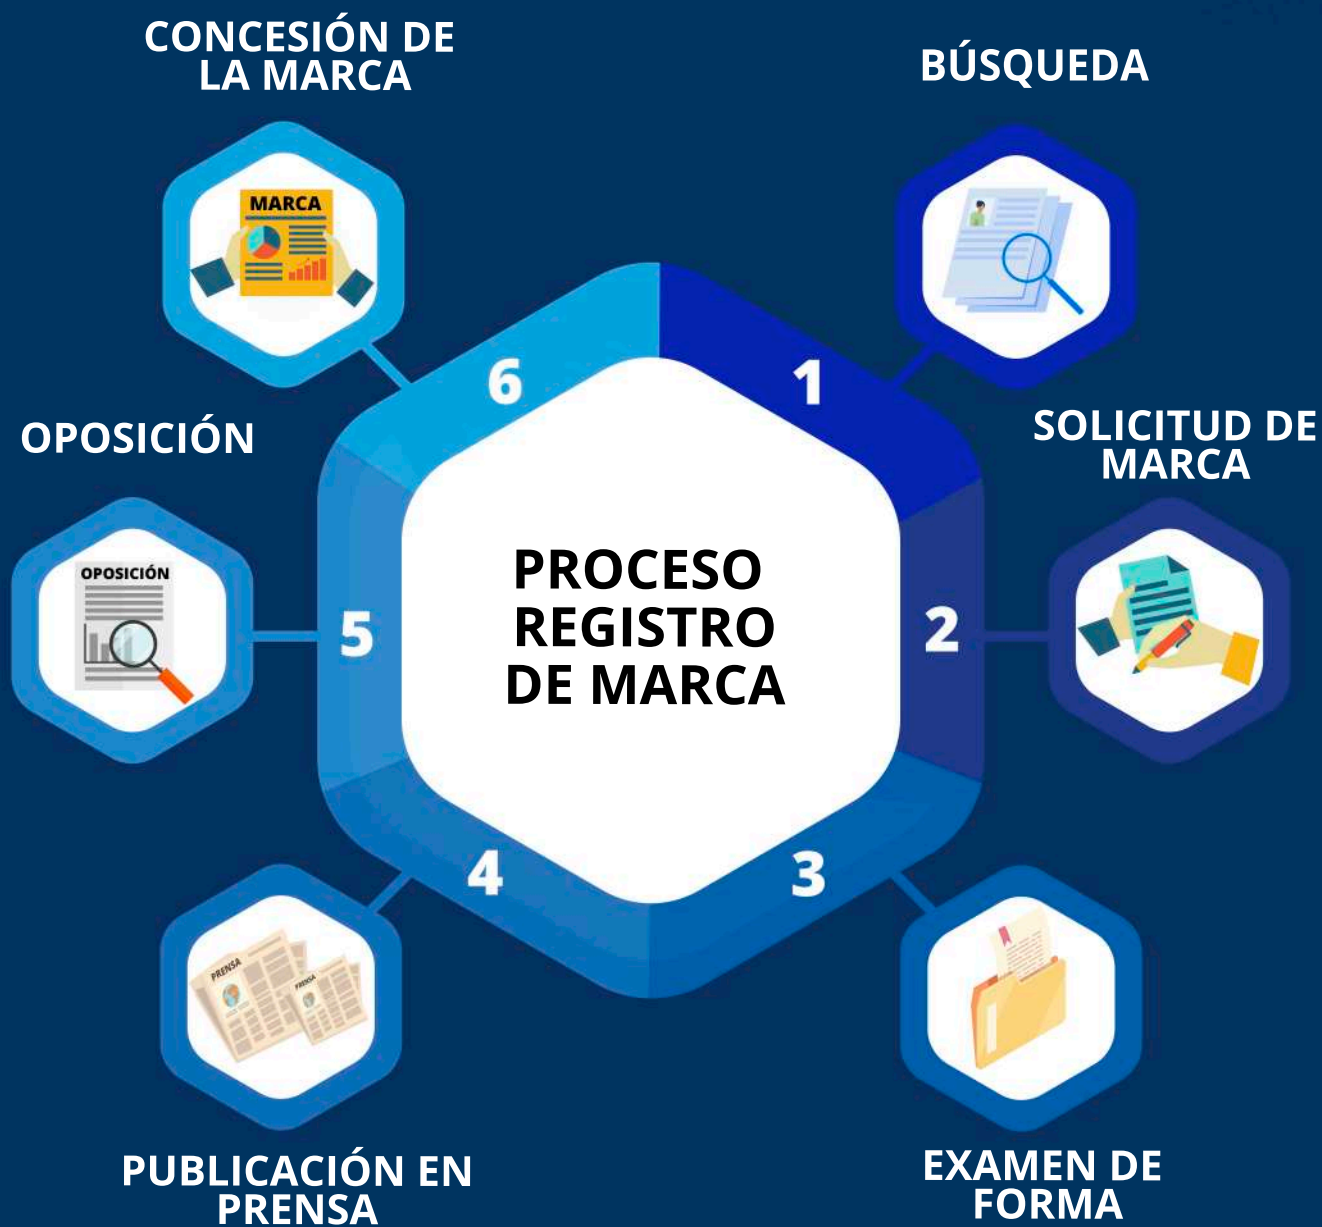 CONCESIÓN DE
LA MARCA
BÚSQUEDA
MARCA
6
1
OPOSICIÓN
SOLICITUD DE
MARCA
OPOSICIÓN
PROCESO
REGISTRO
DE MARCA
5
2
4
3
PRENSA
PRENSA
PUBLICACIÓN EN
PRENSA
EXAMEN DE
FORMA